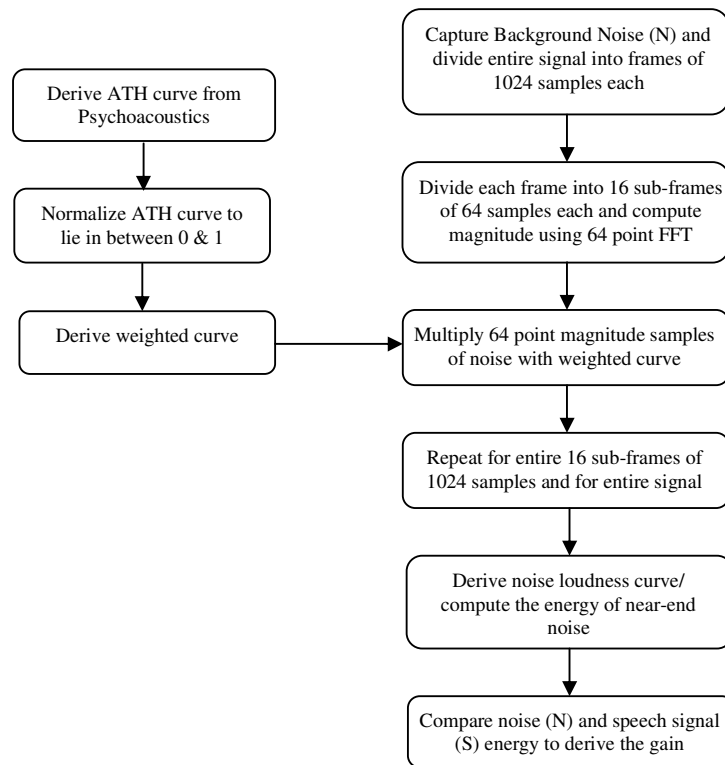 Derive ATH curve from
Psychoacoustics
Normalize ATH curve to
lie in between 0 & 1
Derive weighted curve
Capture Background Noise (N) and
divide entire signal into frames of
1024 samples each
Divide each frame into 16 sub-frames
of 64 samples each and compute
magnitude using 64 point FFT
Multiply 64 point magnitude samples
of noise with weighted curve
Repeat for entire 16 sub-frames of
1024 samples and for entire signal
Derive noise loudness curve/
compute the energy of near-end
noise
Compare noise (N) and speech signal
(S) energy to derive the gain